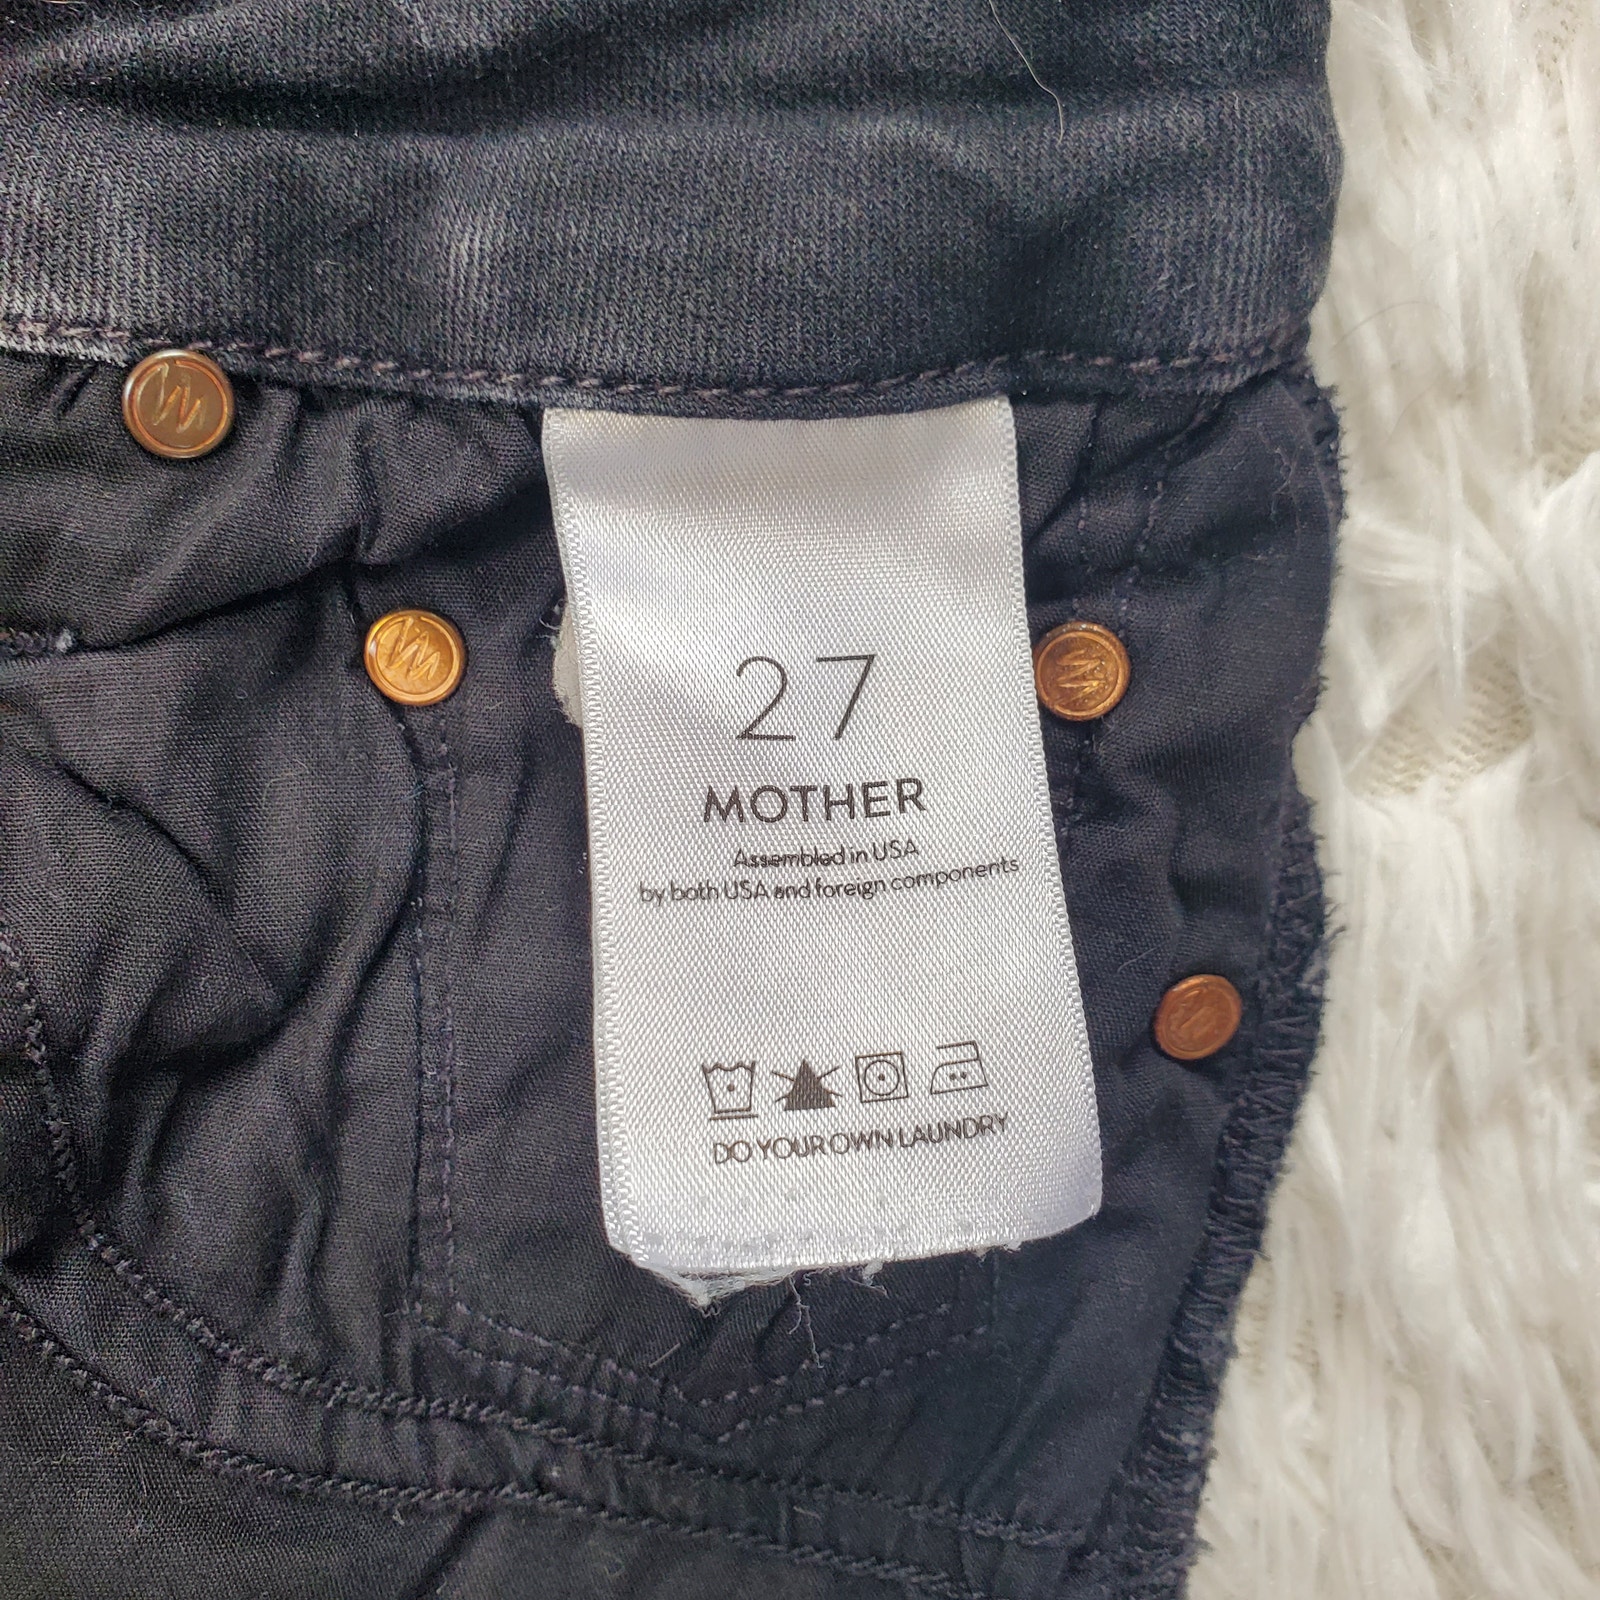 27
MOTHER
Assembled in USA
by both USA and foreign components
DO YOUR OWN LAUNDRY